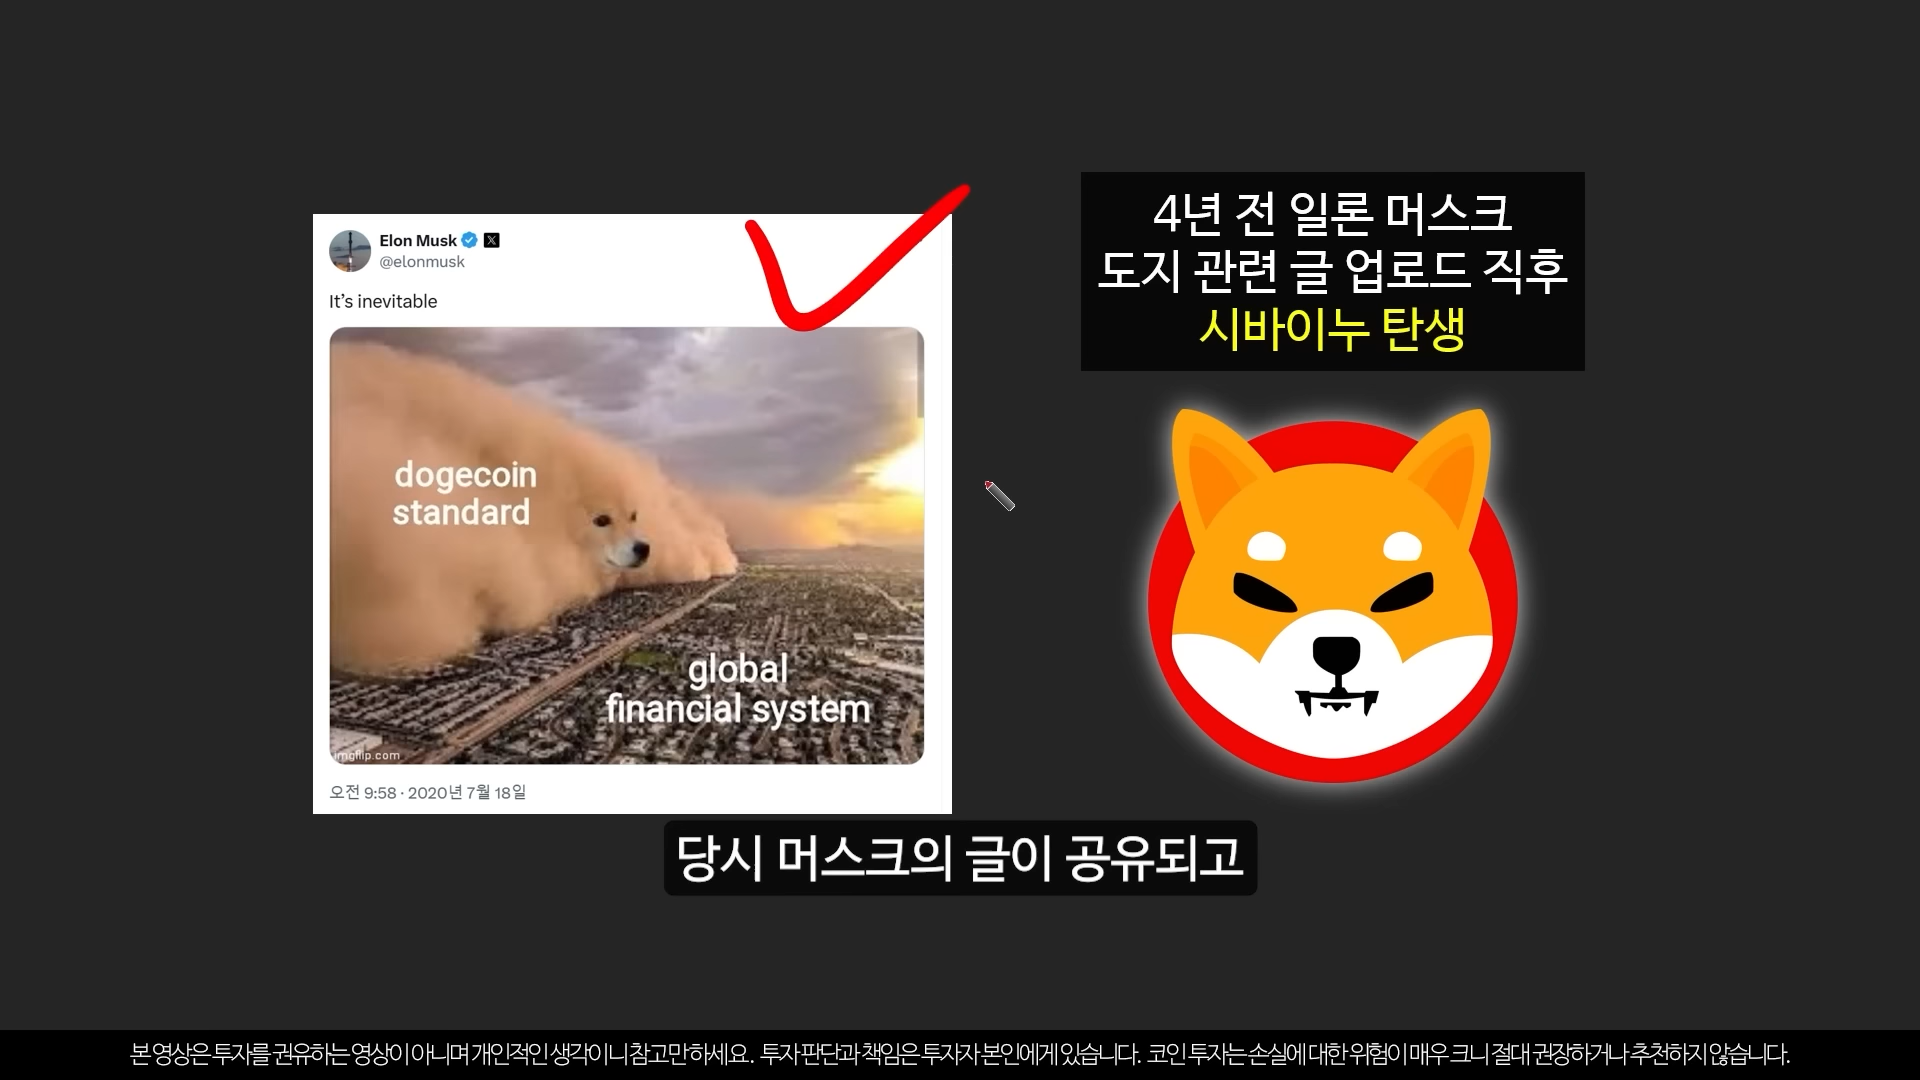 Elon Musk
@elonmusk
It's inevitable
dogecoin
standard
global
financial system
imgflip.com
오전 9:58 · 2020년 7월 18일
4년 전 일론 머스크
도지 관련 글 업로드 직후
시바이누 탄생
당시 머스크의 글이 공유되고
본 영상은 투자를 권유하는 영상이 아니며 개인적인 생각이니 참고만 하세요. 투자 판단과 책임은 투자자 본인에게 있습니다. 코인 투자는 손실에 대한 위험이 매우 크니 절대 권장하거나 추천하지 않습니다.